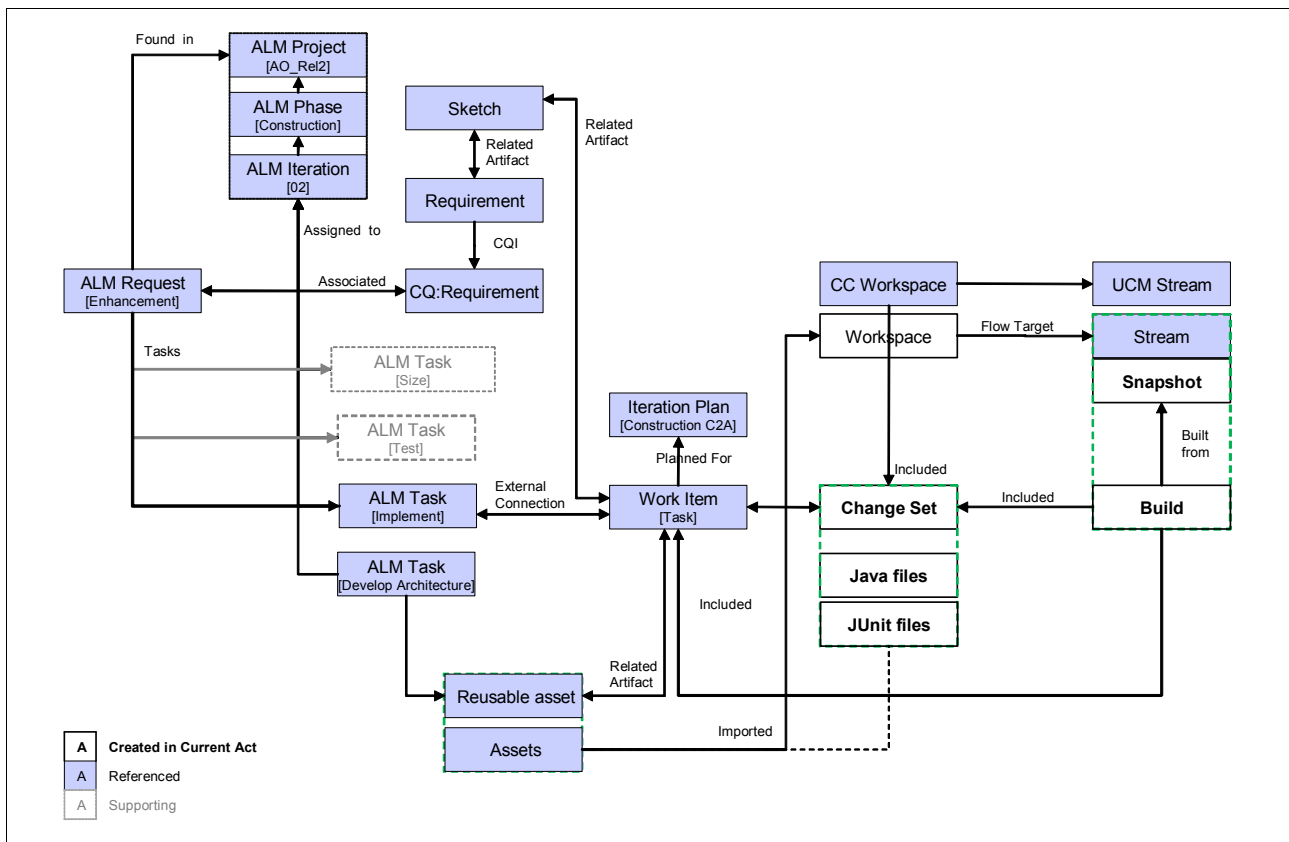 Found in
ALM Project
[AO_Rel2]
ALM Phase
[Construction]
ALM Iteration
[02]
Sketch
Related
Artifact
Related
Artifact
Requirement
CQI
Assigned to
ALM Request
[Enhancement]
Associated
CQ:Requirement
CC Workspace
UCM Stream
Workspace
Flow Target
Stream
Tasks
ALM Task
[Size]
Snapshot
ALM Task
[Test]
Iteration Plan
[Construction C2A]
Built
from
Planned For
Included
External
Connection
ALM Task
[Implement]
Work Item
[Task]
Change Set
Included
Build
ALM Task
[Develop Architecture]
Java files
Included
JUnit files
Related
Artifact
Reusable asset
Imported
Assets
A Created in Current Act
A Referenced
A Supporting